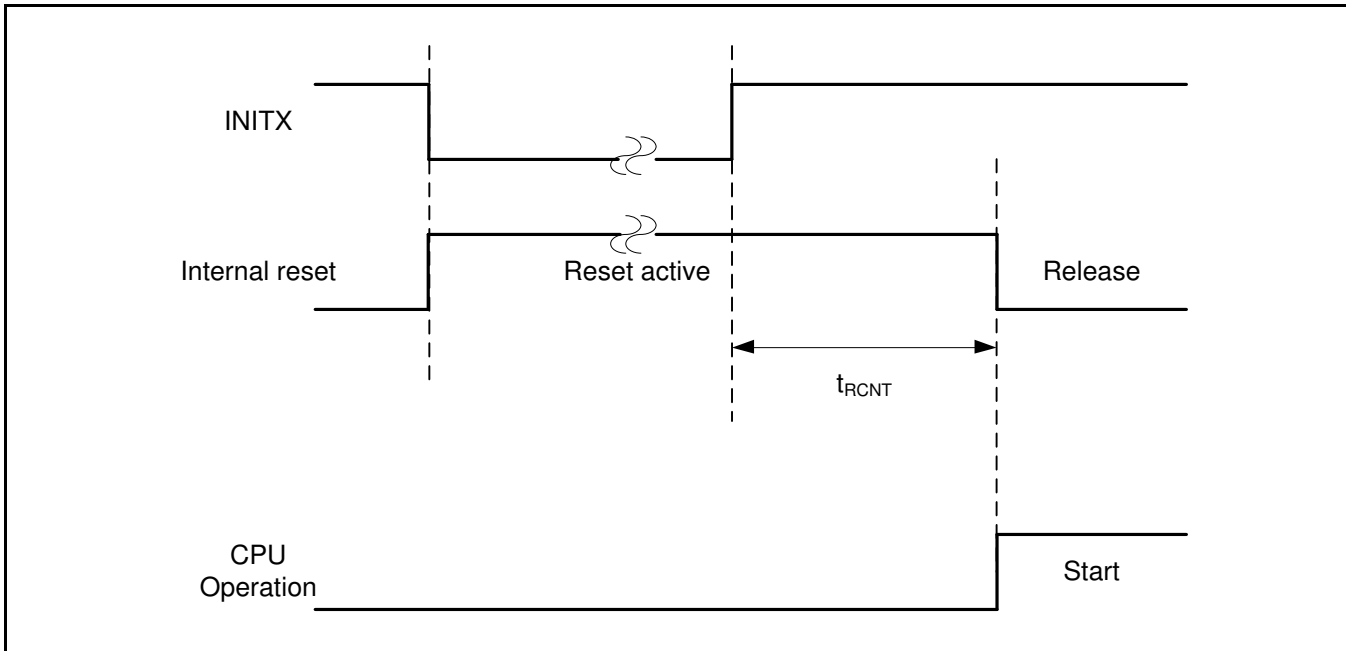 INITX
Internal reset
Reset active
Release
tRCNT
CPU
Operation
Start